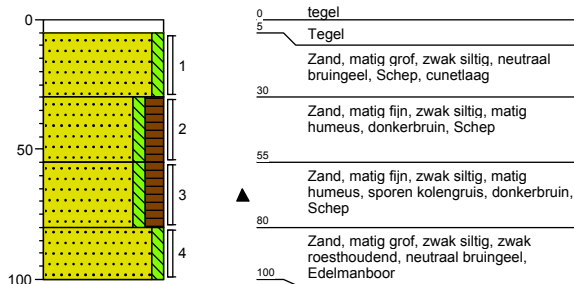 0
50
100
1
2
3
4
0 tegel
5 Tegel
Zand, matig grof, zwak siltig, neutraal
bruingeel, Schep, cunetlaag
30
Zand, matig fijn, zwak siltig, matig
humeus, donkerbruin, Schep
55
Zand, matig fijn, zwak siltig, matig
humeus, sporen kolengruis, donkerbruin,
Schep
80
Zand, matig grof, zwak siltig, zwak
roesthoudend, neutraal bruingeel,
100 Edelmanboor